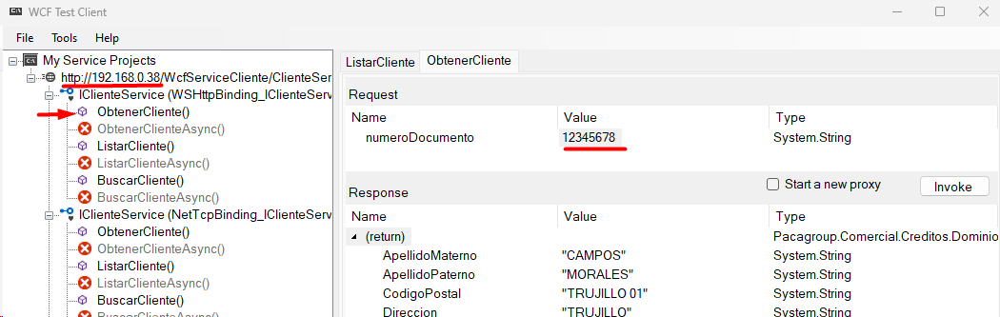 WCF Test Client
File Tools Help
My Service Projects
http://192.168.0.38/WcfServiceCliente/ClienteSer
IClienteService (WSHttpBinding_IClienteServ
ObtenerCliente()
ObtenerClienteAsync()
ListarCliente()
ListarClienteAsync()
BuscarCliente()
BuscarClienteAsync()
IClienteService (NetTcpBinding_IClienteServ
ObtenerCliente()
ObtenerClienteAsync()
ListarCliente()
ListarClienteAsync()
BuscarCliente()
BuscarClienteAsync()
ListarCliente ObtenerCliente
Request
Name Value Type
numeroDocumento 12345678 System.String
Response
Start a new proxy Invoke
Name Value Type
(return) Pacagroup.Comercial.Creditos.Dominio
ApellidoMaterno "CAMPOS" System.String
ApellidoPaterno "MORALES" System.String
CodigoPostal "TRUJILLO 01" System.String
Direccion "TRUJILLO" System.String